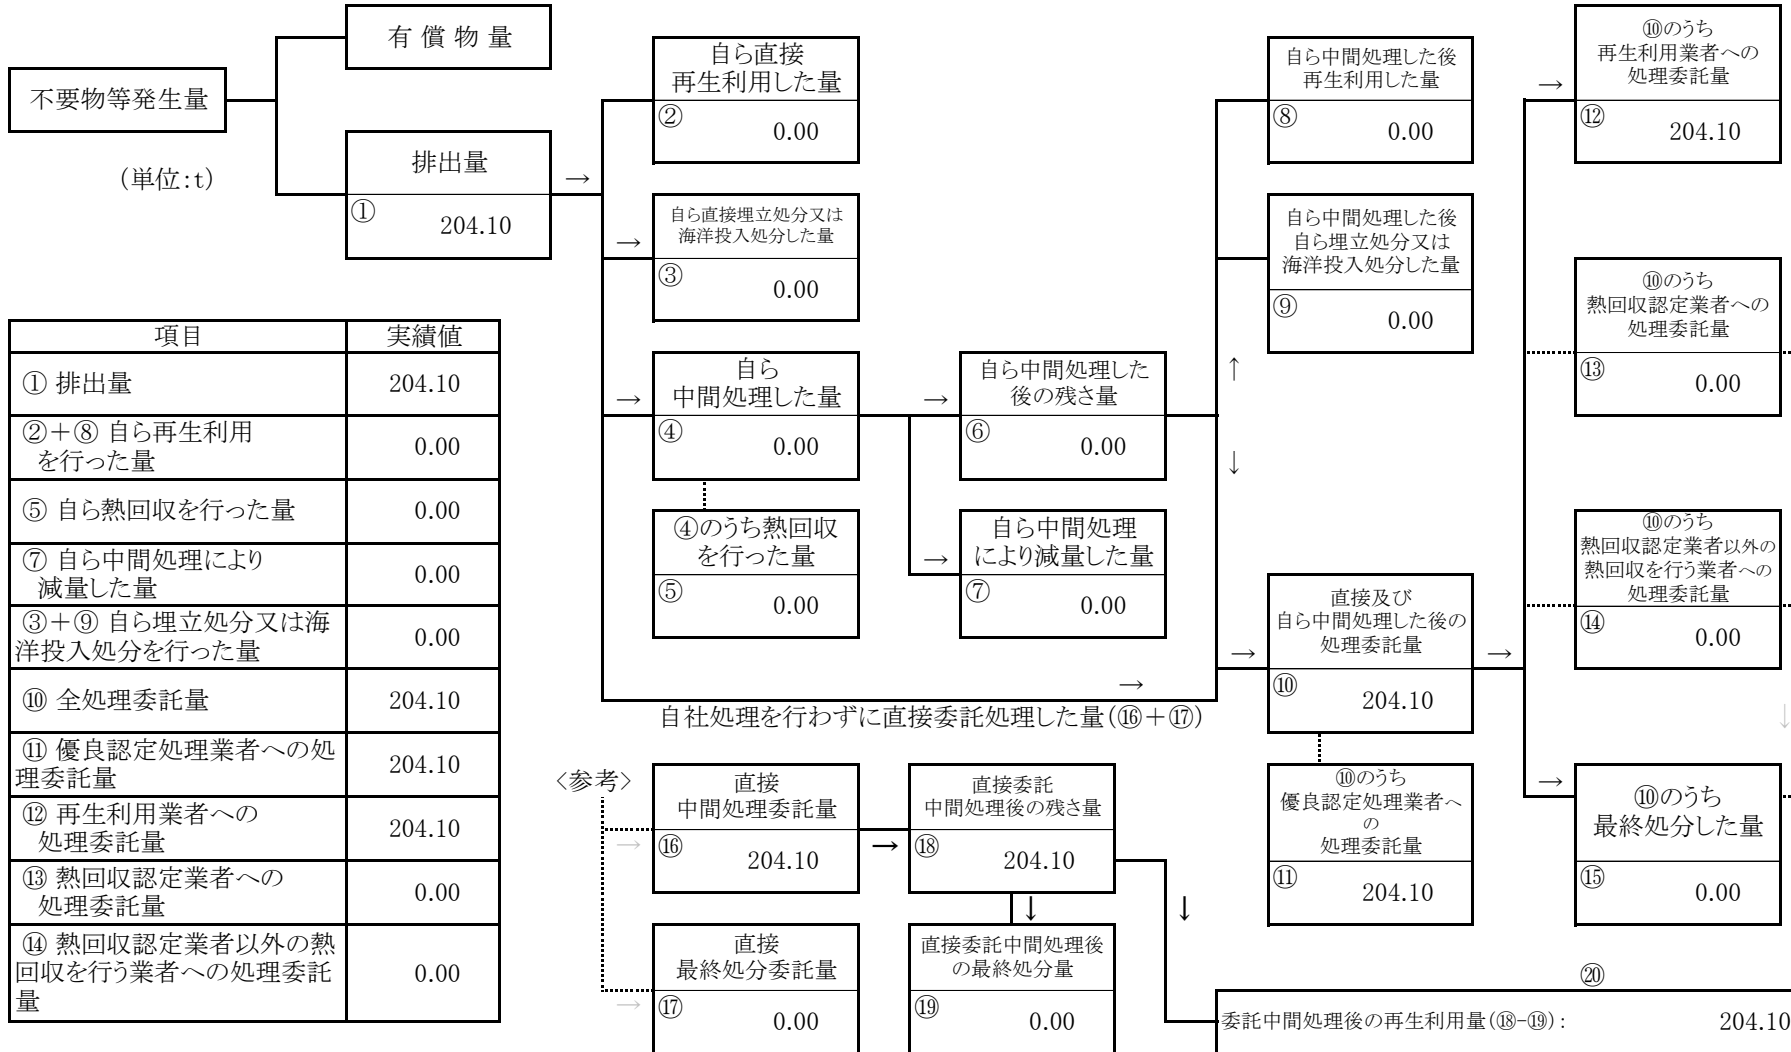 有 償 物 量
不要物等発生量
(単位:t)
排出量
①
204.10
→
自ら直接
再生利用した量
②
0.00
→
自ら直接埋立処分又は
海洋投入処分した量
③
0.00
→
自ら
中間処理した量
④
0.00
④のうち熱回収
を行った量
⑤
0.00
→
自ら中間処理した
後の残さ量
⑥
0.00
→
自ら中間処理
により減量した量
⑦
0.00
自ら中間処理した後
再生利用した量
⑧
0.00
自ら中間処理した後
自ら埋立処分又は
海洋投入処分した量
⑨
0.00
↑
↓
→
自社処理を行わずに直接委託処理した量(⑯+⑰)
→
直接及び
自ら中間処理した後の
処理委託量
⑩
204.10
→
⑩のうち
優良認定処理業者へ
の
処理委託量
⑪
204.10
→
⑩のうち
再生利用業者への
処理委託量
⑫
204.10
⑩のうち
熱回収認定業者への
処理委託量
⑬
0.00
⑩のうち
熱回収認定業者以外の
熱回収を行う業者への
処理委託量
⑭
0.00
↓
→
⑩のうち
最終処分した量
⑮
0.00
項目 実績値
① 排出量 204.10
②+⑧ 自ら再生利用
を行った量
0.00
⑤ 自ら熱回収を行った量 0.00
⑦ 自ら中間処理により
減量した量
0.00
③+⑨ 自ら埋立処分又は海
洋投入処分を行った量
0.00
⑩ 全処理委託量 204.10
⑪ 優良認定処理業者への処
理委託量
204.10
⑫ 再生利用業者への
処理委託量
204.10
⑬ 熱回収認定業者への
処理委託量
0.00
⑭ 熱回収認定業者以外の熱
回収を行う業者への処理委託
量
0.00
<参考>
→
直接
中間処理委託量
⑯
204.10
→
直接委託
中間処理後の残さ量
⑱
204.10
↓
↓
→
直接
最終処分委託量
⑰
0.00
直接委託中間処理後
の最終処分量
⑲
0.00
⑳
委託中間処理後の再生利用量(⑱-⑲): 204.10